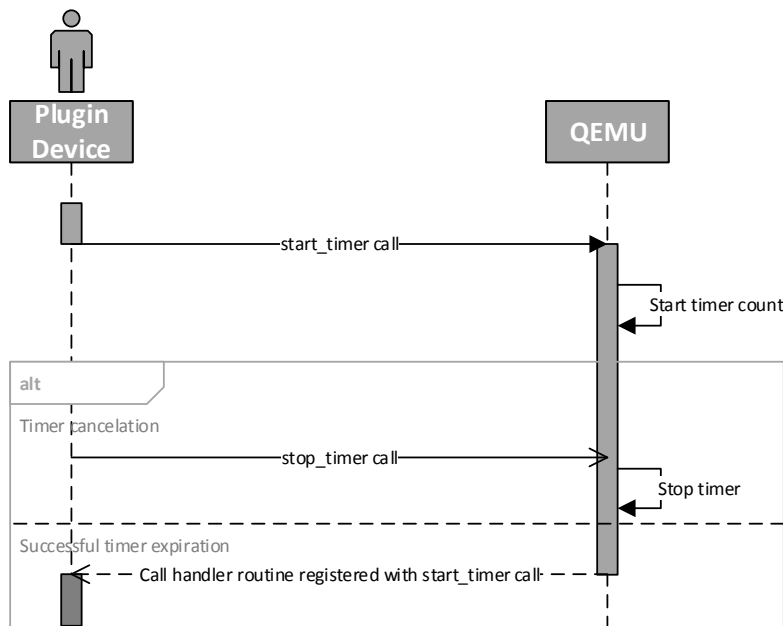 Plugin
Device
QEMU
start_timer call
Start timer count
alt
Timer cancelation
stop_timer call
Stop timer
Successful timer expiration
Call handler routine registered with start_timer call